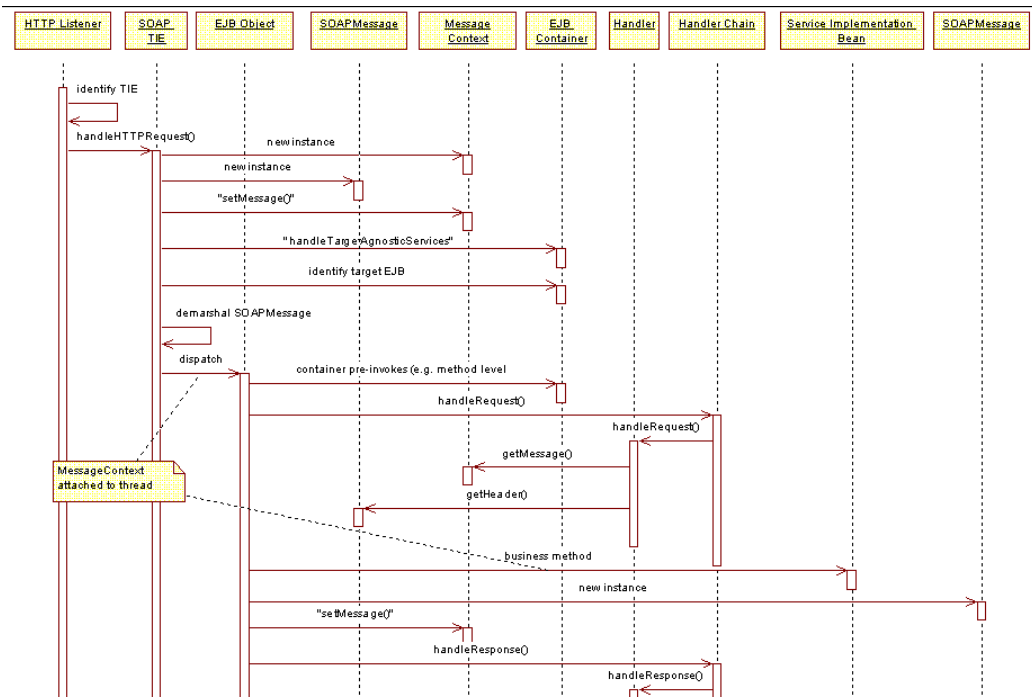 HTTP Listener
SOAP
TIE
EJB Object
SOAPMessage
Message
Context
EJB
Container
Handler
Handler Chain
Service Implementation
Bean
SOAPMessage
identify TIE
handleHTTPRequest()
new instance
new instance
"setMessage()"
"handleTargeAgnosticServices"
identify target EJB
demarshal SOAPMessage
dispatch
container pre-invokes (e.g. method level
handleRequest()
handleRequest()
getMessage()
MessageContext
attached to thread
getHeader()
business method
new instance
"setMessage()"
handleResponse()
handleResponse()